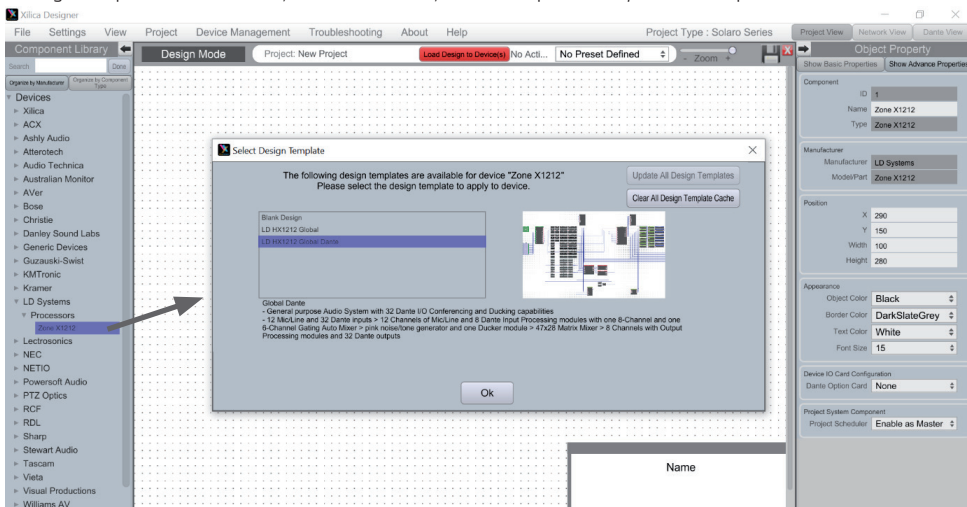 Xilica Designer
File Settings View Project Device Management Troubleshooting About Help Project Type : Solaro Series Project View Network View Dante View
Component Library
Search Done
Organize by Manufacturer Organize by Component Type
Devices
Xilica
ACX
Ashly Audio
Atterotech
Audio Technica
Australian Monitor
AVer
Bose
Christie
Danley Sound Labs
Generic Devices
Guzauski-Swist
KMTronic
Kramer
LD Systems
Processors
Zone X1212
Lectrosonics
NEC
NETIO
Powersoft Audio
PTZ Optics
RCF
RDL
Sharp
Stewart Audio
Tascam
Vieta
Visual Productions
Williams AV
Design Mode Project: New Project Load Design to Device(s) No Acti... No Preset Defined - Zoom +
Select Design Template
The following design templates are available for device "Zone X1212"
Please select the design template to apply to device.
Update All Design Templates
Clear All Design Template Cache
Blank Design
LD HX1212 Global
LD HX1212 Global Dante
Global Dante
- General purpose Audio System with 32 Dante I/O Conferencing and Ducking capabilities
- 12 Mic/Line and 32 Dante inputs > 12 Channels of Mic/Line and 8 Dante Input Processing modules with one 8-Channel and one
6-Channel Gating Auto Mixer > pink noise/tone generator and one Ducker module > 47x28 Matrix Mixer > 8 Channels with Output
Processing modules and 32 Dante outputs
Ok
Name
Object Property
Show Basic Properties Show Advance Properties
Component
ID 1
Name Zone X1212
Type Zone X1212
Manufacturer
Manufacturer LD Systems
Model/Part Zone X1212
Position
X 290
Y 150
Width 100
Height 280
Appearance
Object Color Black
Border Color DarkSlateGrey
Text Color White
Font Size 15
Device IO Card Configuration
Dante Option Card None
Project System Component
Project Scheduler Enable as Master